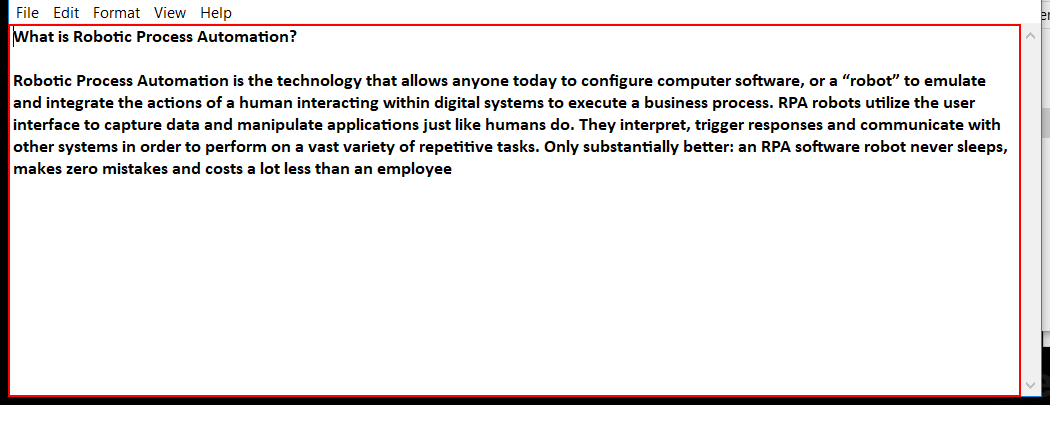 File Edit Format View Help
What is Robotic Process Automation?
Robotic Process Automation is the technology that allows anyone today to configure computer software, or a “robot” to emulate
and integrate the actions of a human interacting within digital systems to execute a business process. RPA robots utilize the user
interface to capture data and manipulate applications just like humans do. They interpret, trigger responses and communicate with
other systems in order to perform on a vast variety of repetitive tasks. Only substantially better: an RPA software robot never sleeps,
makes zero mistakes and costs a lot less than an employee